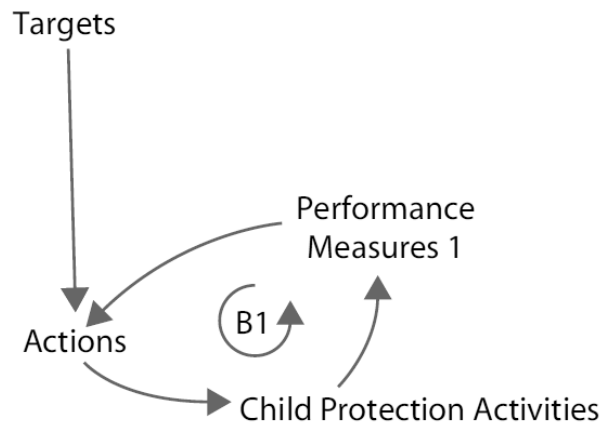 Targets
Performance
Measures 1
B1
Actions
Child Protection Activities